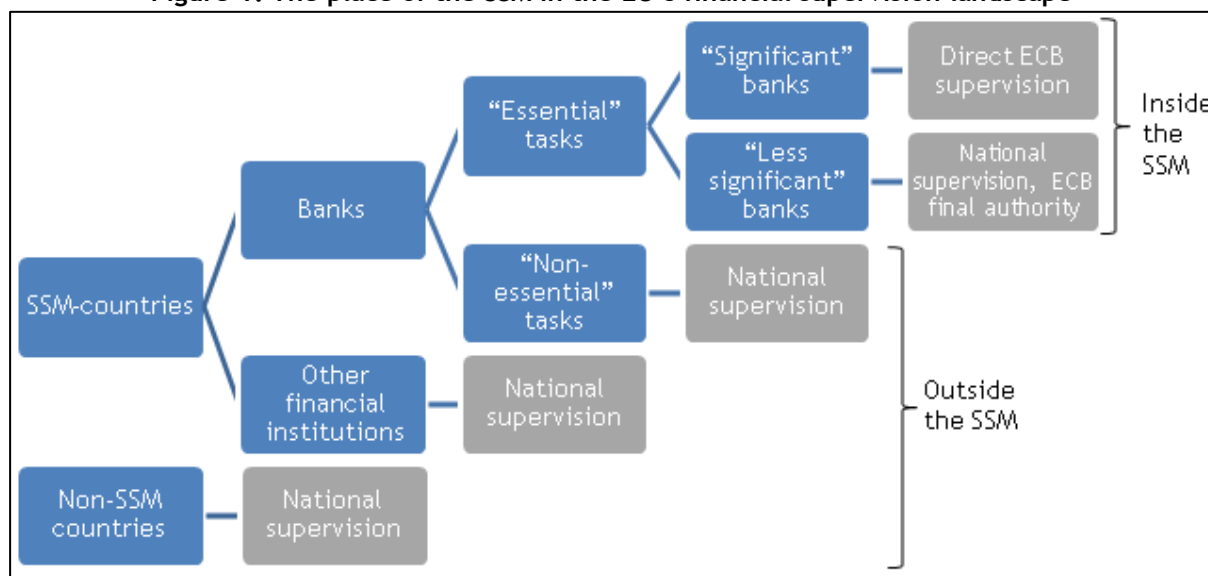 “Significant”
banks
Direct ECB
supervision
“Essential”
tasks
Inside
the
SSM
“Less
significant”
banks
National
supervision, ECB
final authority
Banks
“Non-
essential”
tasks
National
supervision
SSM-countries
Other
financial
institutions
National
supervision
Outside
the SSM
Non-SSM
countries
National
supervision